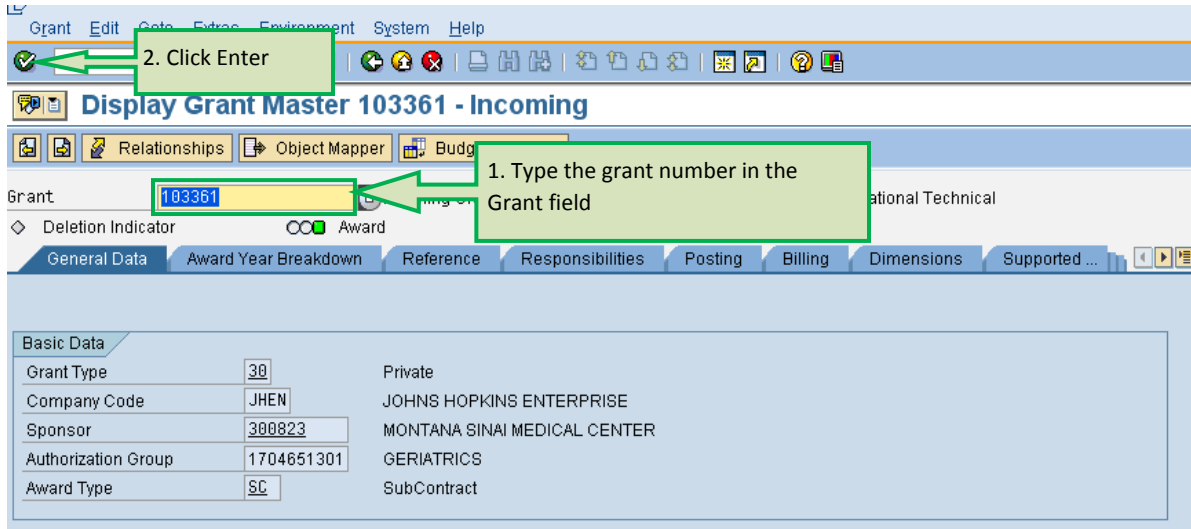 Grant Edit Goto Extras Environment System Help
2. Click Enter
Display Grant Master 103361 - Incoming
Relationships Object Mapper Budg
1. Type the grant number in the
Grant field
Grant 103361 ational Technical
Deletion Indicator Award
General Data Award Year Breakdown Reference Responsibilities Posting Billing Dimensions Supported ...
Basic Data
Grant Type 30 Private
Company Code JHEN JOHNS HOPKINS ENTERPRISE
Sponsor 300823 MONTANA SINAI MEDICAL CENTER
Authorization Group 1704651301 GERIATRICS
Award Type SC SubContract